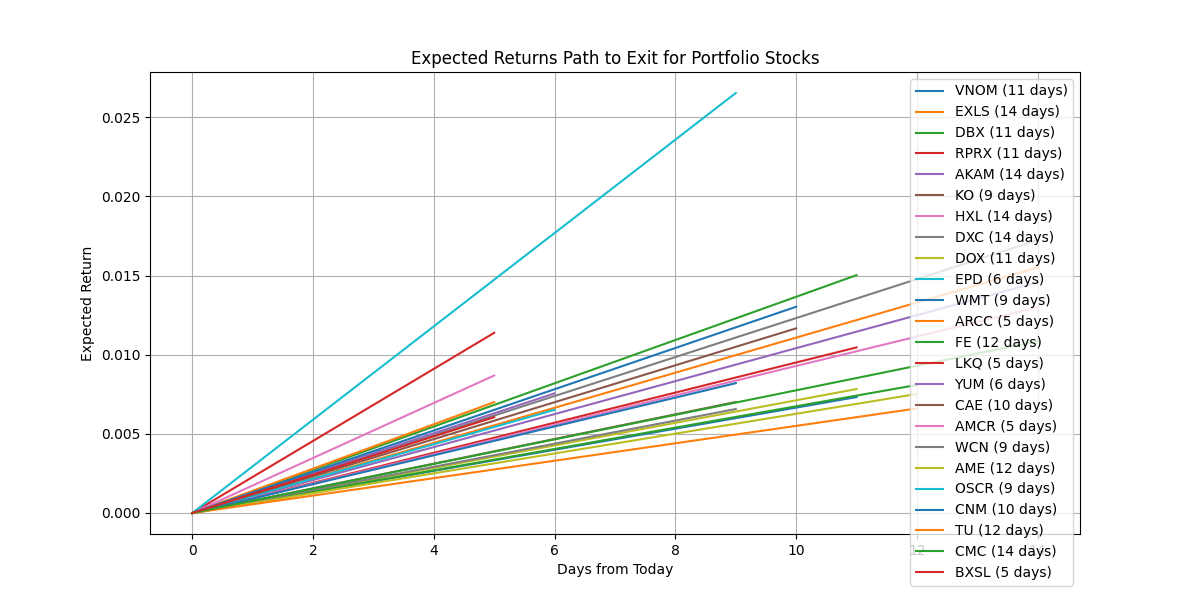 Expected Returns Path to Exit for Portfolio Stocks
Expected Return
0.025
0.020
0.015
0.010
0.005
0.000
0 2 4 6 8 10 12
Days from Today
VNOM (11 days)
EXLS (14 days)
DBX (11 days)
RPRX (11 days)
AKAM (14 days)
KO (9 days)
HXL (14 days)
DXC (14 days)
DOX (11 days)
EPD (6 days)
WMT (9 days)
ARCC (5 days)
FE (12 days)
LKQ (5 days)
YUM (6 days)
CAE (10 days)
AMCR (5 days)
WCN (9 days)
AME (12 days)
OSCR (9 days)
CNM (10 days)
TU (12 days)
CMC (14 days)
BXSL (5 days)